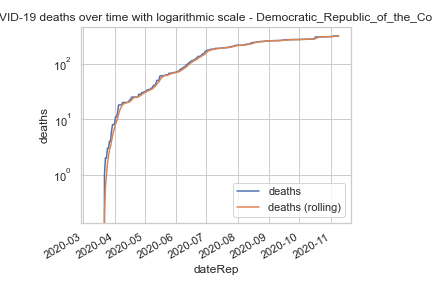 VID-19 deaths over time with logarithmic scale - Democratic_Republic_of_the_Co
10²
10¹
10⁰
deaths
deaths
deaths (rolling)
2020-03
2020-04
2020-05
2020-06
2020-07
2020-08
2020-09
2020-10
2020-11
dateRep